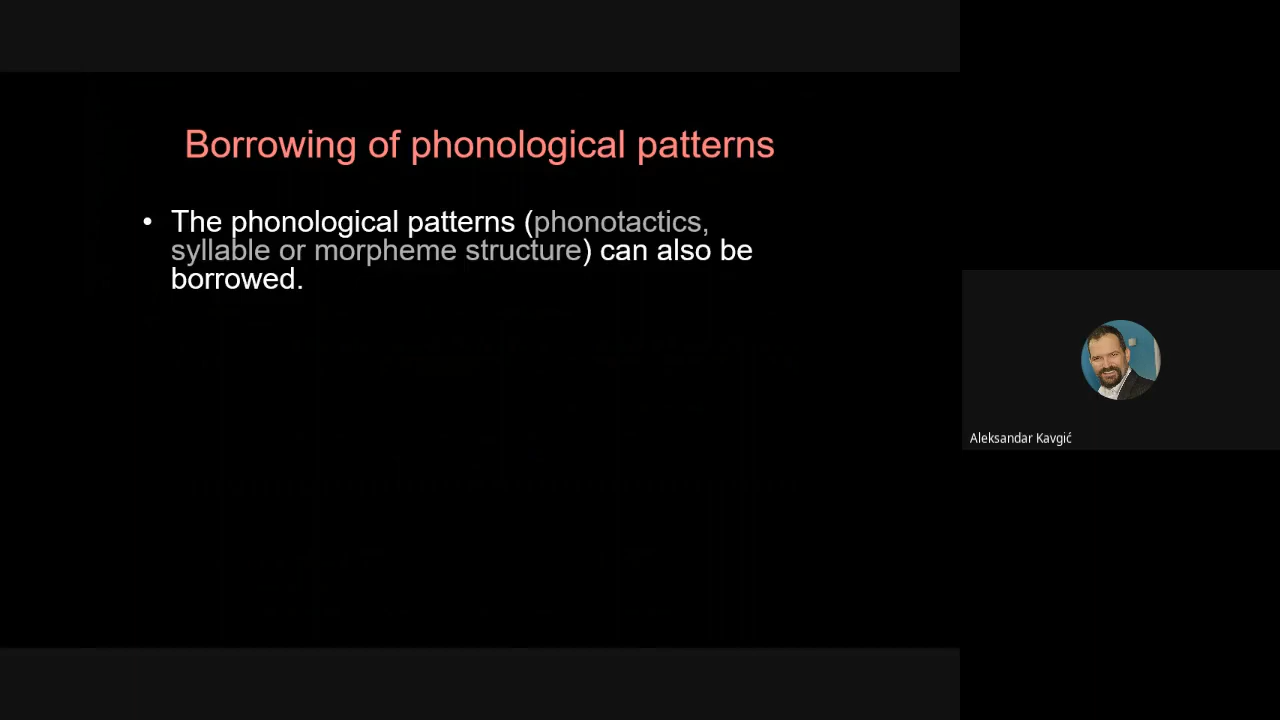 Borrowing of phonological patterns
• The phonological patterns (phonotactics,
syllable or morpheme structure) can also be
borrowed.
Aleksandar Kavgić